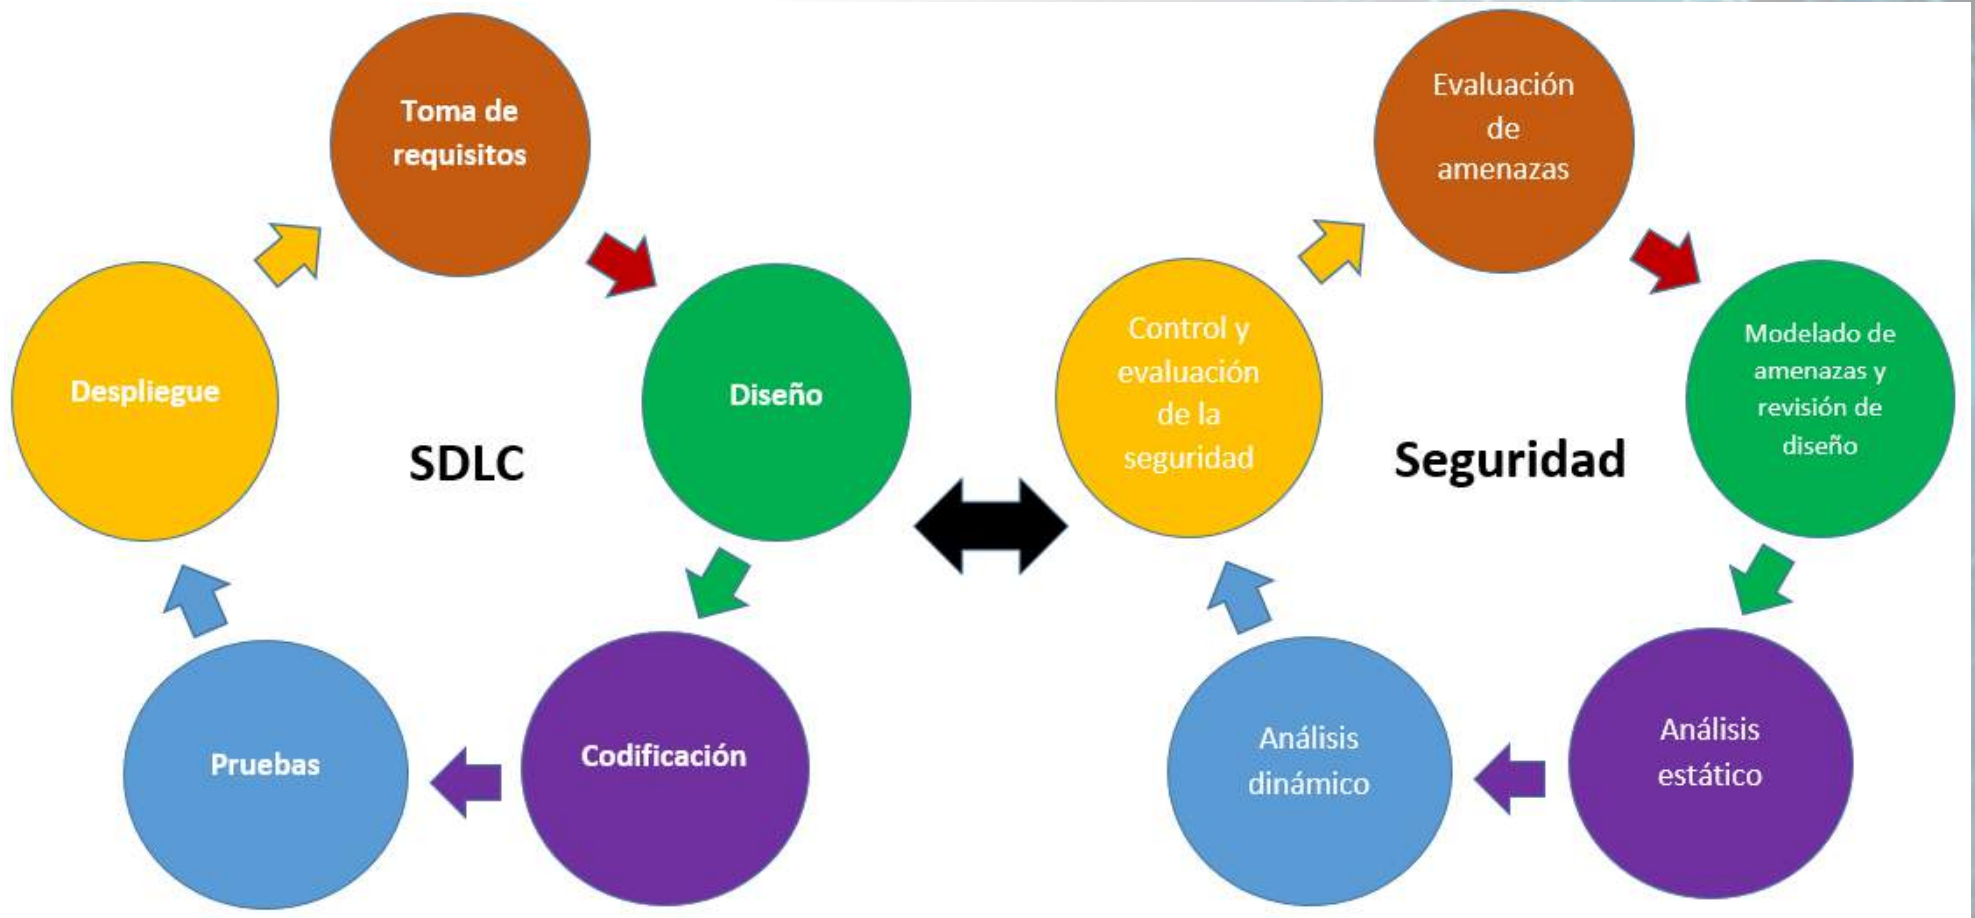 Toma de
requisitos
Diseño
Codificación
Pruebas
Despliegue
SDLC
Evaluación
de
amenazas
Modelado de
amenazas y
revisión de
diseño
Análisis
estático
Análisis
dinámico
Control y
evaluación
de la
seguridad
Seguridad